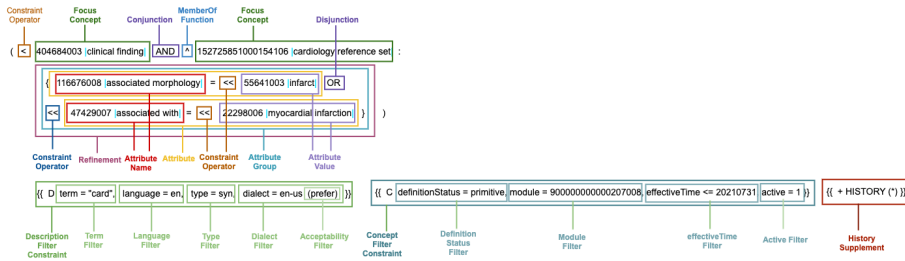 Constraint Operator
Focus Concept
Conjunction
MemberOf Function
Focus Concept
Disjunction
( < 404684003 |clinical finding| AND ^ 152725851000154106 |cardiology reference set :
{ 116676008 |associated morphology| = << 55641003 |infarct| OR
<< 47429007 |associated with| = << 22298006 |myocardial infarction| } )
Constraint Operator
Refinement
Attribute Name
Attribute
Constraint Operator
Attribute Group
Attribute Value
{{ D term = "card", language = en, type = syn, dialect = en-us (prefer) }}
{{ C definitionStatus = primitive, module = 900000000000207008, effectiveTime <= 20210731 active = 1 }}
{{ + HISTORY (*) }}
Description Filter Constraint
Term Filter
Language Filter
Type Filter
Dialect Filter
Acceptability Filter
Concept Filter Constraint
Definition Status Filter
Module Filter
effectiveTime Filter
Active Filter
History Supplement